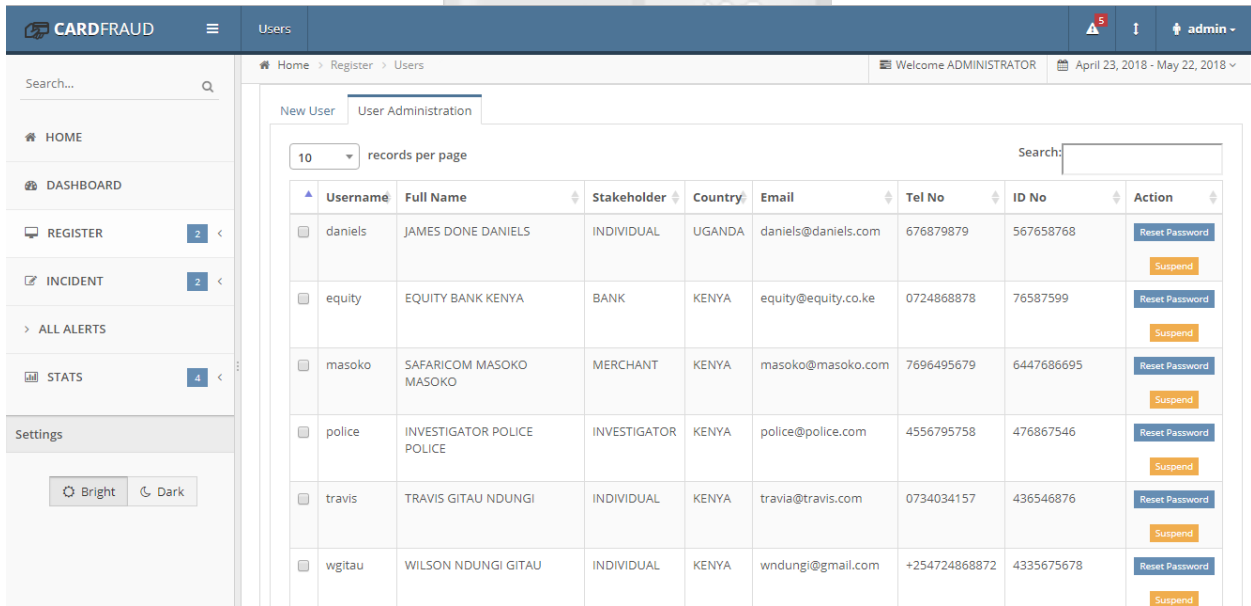 CARDFRAUD
Users
5
admin
Home > Register > Users
Welcome ADMINISTRATOR
April 23, 2018 - May 22, 2018
Search...
HOME
DASHBOARD
REGISTER 2
INCIDENT 2
ALL ALERTS
STATS 4
Settings
Bright Dark
New User User Administration
10 records per page
Search:
Username Full Name Stakeholder Country Email Tel No ID No Action
daniels JAMES DONE DANIELS INDIVIDUAL UGANDA daniels@daniels.com 676879879 567658768 Reset Password
Suspend
equity EQUITY BANK KENYA BANK KENYA equity@equity.co.ke 0724868878 76587599 Reset Password
Suspend
masoko SAFARICOM MASOKO MERCHANT KENYA masoko@masoko.com 7696495679 6447686695 Reset Password
MASOKO
Suspend
police INVESTIGATOR POLICE INVESTIGATOR KENYA police@police.com 4556795758 476867546 Reset Password
POLICE
Suspend
travis TRAVIS GITAU NDUNGI INDIVIDUAL KENYA travia@travis.com 0734034157 436546876 Reset Password
Suspend
wgitau WILSON NDUNGI GITAU INDIVIDUAL KENYA wndungi@gmail.com +254724868872 4335675678 Reset Password
Suspend